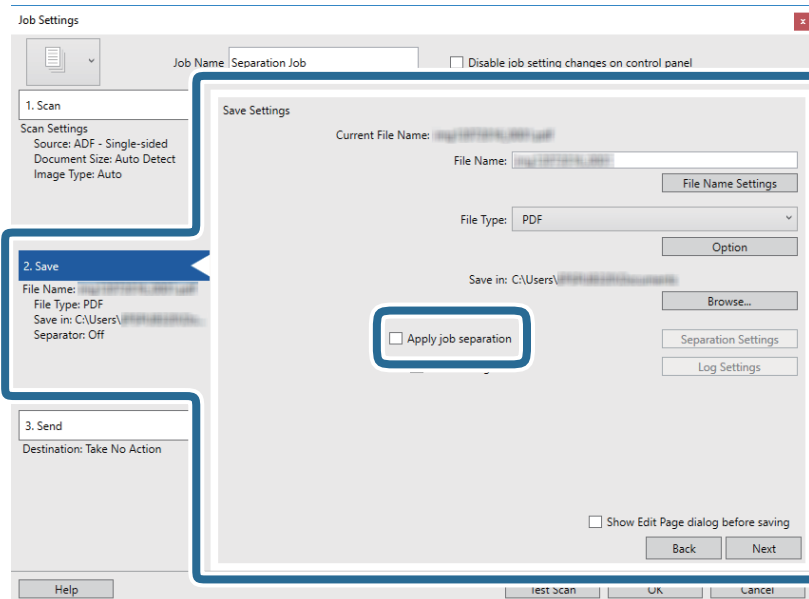 Job Settings
x
Job Name Separation Job
Disable job setting changes on control panel
1. Scan
Scan Settings
Source: ADF - Single-sided
Document Size: Auto Detect
Image Type: Auto
2. Save
File Name:
File Type: PDF
Save in: C:\Users\
Separator: Off
3. Send
Destination: Take No Action
Save Settings
Current File Name:
File Name:
File Name Settings
File Type: PDF
Option
Save in: C:\Users\
Browse...
Apply job separation
Separation Settings
Log Settings
Show Edit Page dialog before saving
Back Next
Help Test Scan OK Cancel